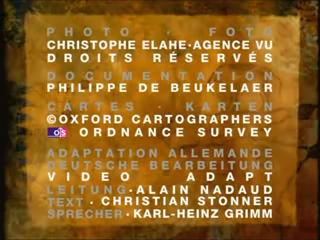 PHOTO · FOTO
CHRISTOPHE ELAHE·AGENCE VU
DROITS RÉSERVÉS
DOCUMENTATION
PHILIPPE DE BEUKELAER
CARTES · KARTEN
©OXFORD CARTOGRAPHERS
OS ORDNANCE SURVEY
ADAPTATION ALLEMANDE
DEUTSCHE BEARBEITUNG
VIDEO ADAPT
LEITUNG·ALAIN NADAUD
TEXT · CHRISTIAN STONNER
SPRECHER·KARL-HEINZ GRIMM